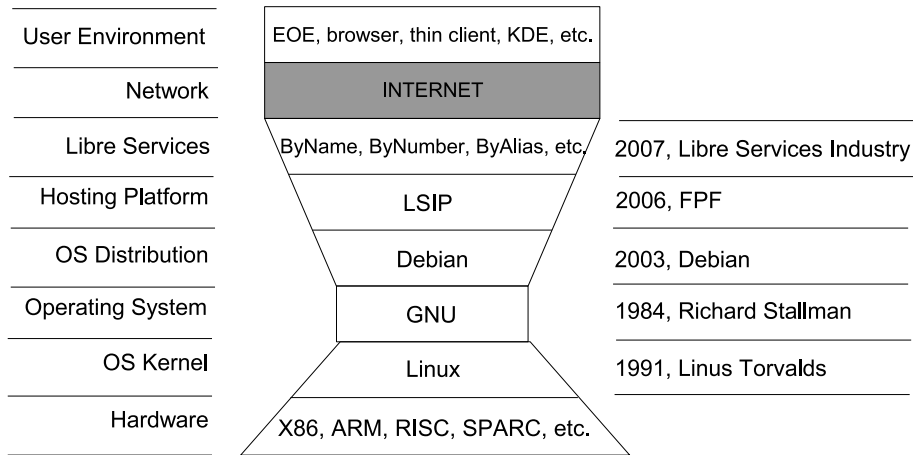 User Environment
EOE, browser, thin client, KDE, etc.
Network
INTERNET
Libre Services
ByName, ByNumber, ByAlias, etc.
2007, Libre Services Industry
Hosting Platform
LSIP
2006, FPF
OS Distribution
Debian
2003, Debian
Operating System
GNU
1984, Richard Stallman
OS Kernel
Linux
1991, Linus Torvalds
Hardware
X86, ARM, RISC, SPARC, etc.